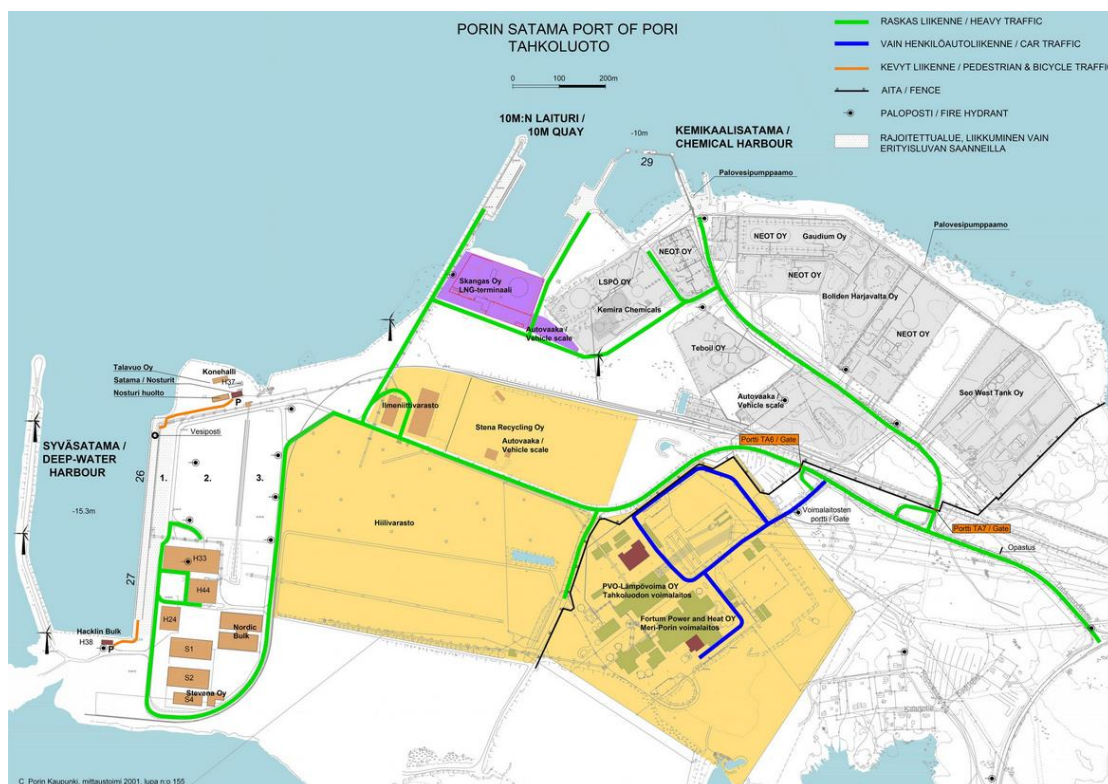 PORIN SATAMA PORT OF PORI
TAHKOLUOTO
0 100 200m
RASKAS LIIKENNE / HEAVY TRAFFIC
VAIN HENKILÖAUTOLIIKENNE / CAR TRAFFIC
KEVYT LIIKENNE / PEDESTRIAN & BICYCLE TRAFFIC
AITA / FENCE
PALOPOSTI / FIRE HYDRANT
RAJOITETTUALUE, LIIKKUMINEN VAIN
ERITYISLUVAN SAANNEILLA
10M:N LAITURI /
10M QUAY
-10m
29
KEMIKAALISATAMA /
CHEMICAL HARBOUR
Palovesipumppaamo
Palovesipumppaamo
NEOT OY
Gaudium Oy
NEOT OY
NEOT OY
Boliden Harjavalta Oy
NEOT OY
Seo West Tank Oy
LSPÖ OY
Kemira Chemicals
Skangas Oy
LNG-terminaali
Autovaaka /
Vehicle scale
Teboil OY
Autovaaka /
Vehicle scale
Talavuo Oy
Satama / Nosturit
Nosturi huolto
Konehalli
H37
P
Vesiposti
SYVÄSATAMA /
DEEP-WATER
HARBOUR
-15.3m
26
27
1.
2.
3.
Ilmeniittivarasto
Stena Recycling Oy
Autovaaka /
Vehicle scale
Hiilivarasto
Portti TA6 / Gate
Voimalaitosten
portti / Gate
Portti TA7 / Gate
Opastus
PVO-Lämpövoima OY
Tahkoluodon voimalaitos
Fortum Power and Heat OY
Meri-Porin voimalaitos
H33
H44
H24
Nordic
Bulk
S1
S2
S4
Stevena Oy
Hacklin Bulk
H38
P
C Porin Kaupunki, mittaustoimi 2001, lupa n:o 155